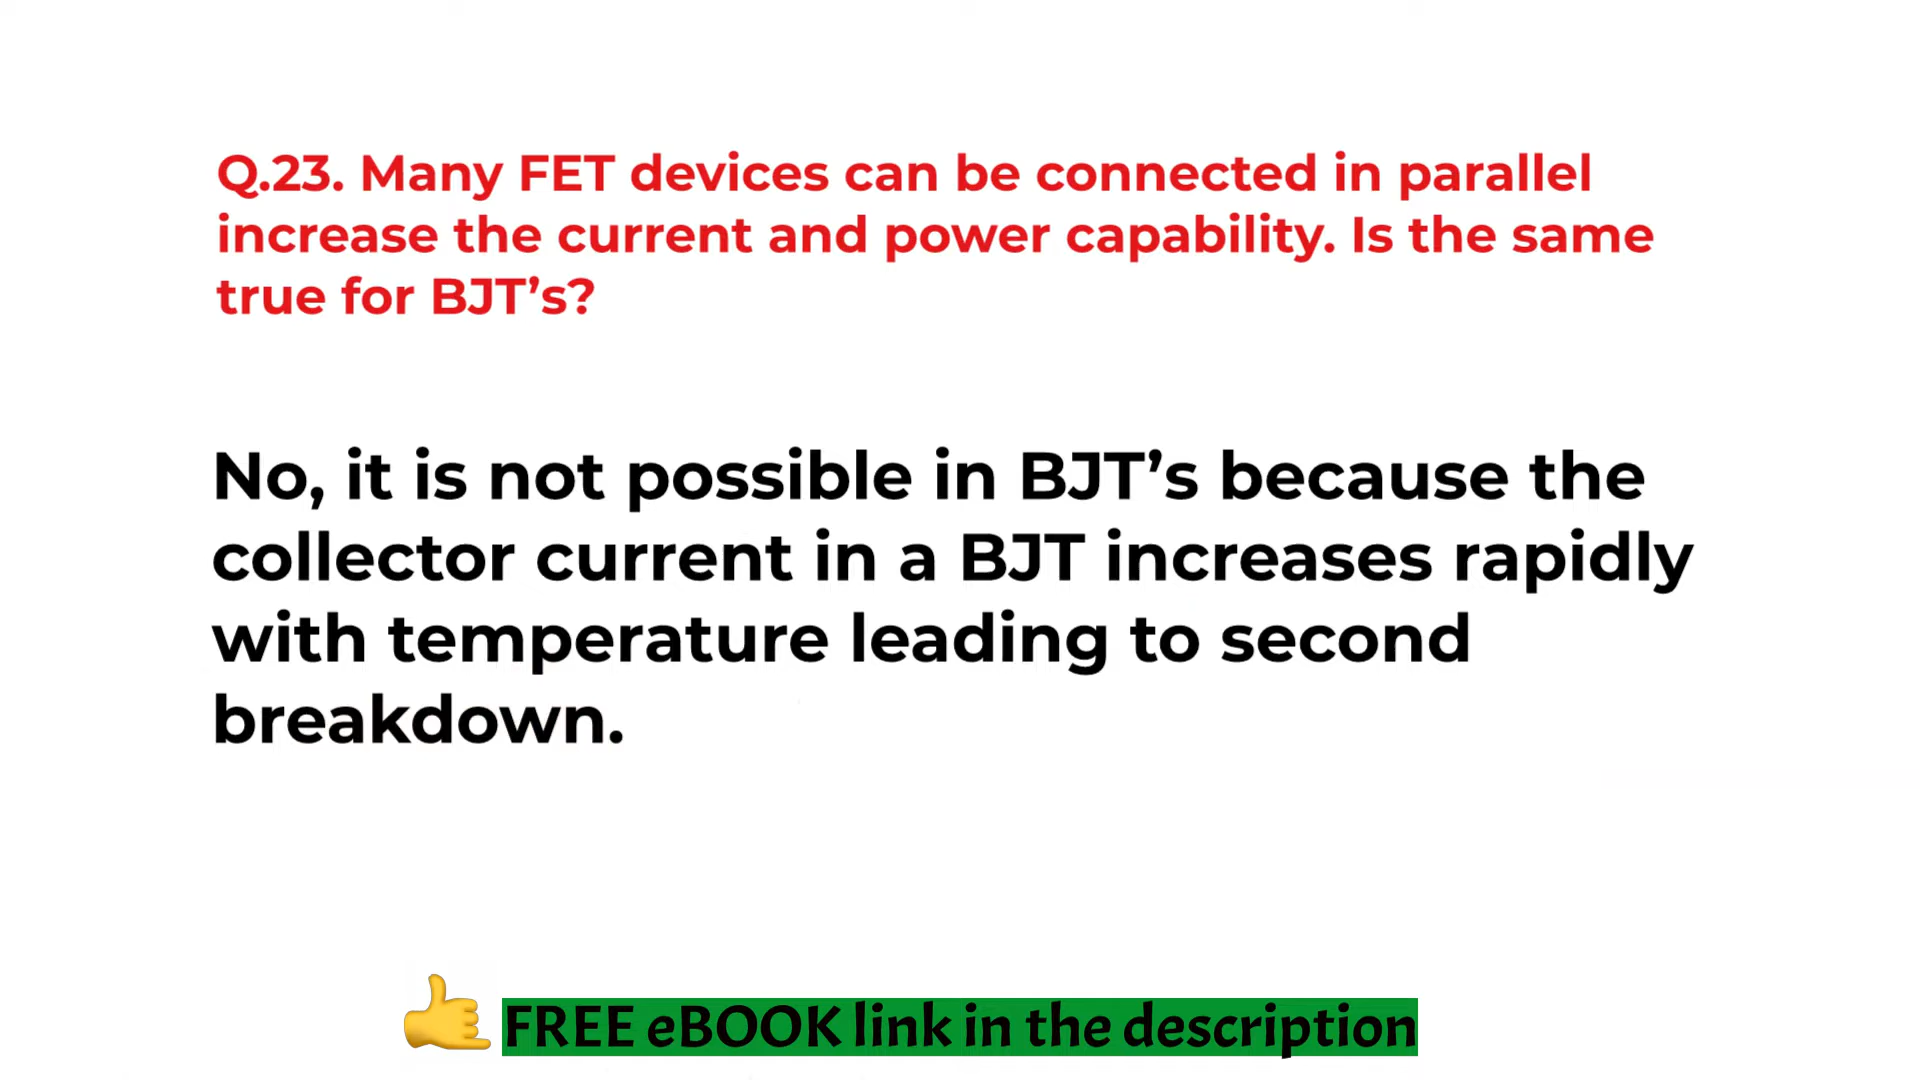 Q.23. Many FET devices can be connected in parallel
increase the current and power capability. Is the same
true for BJT’s?
No, it is not possible in BJT’s because the
collector current in a BJT increases rapidly
with temperature leading to second
breakdown.
FREE eBOOK link in the description